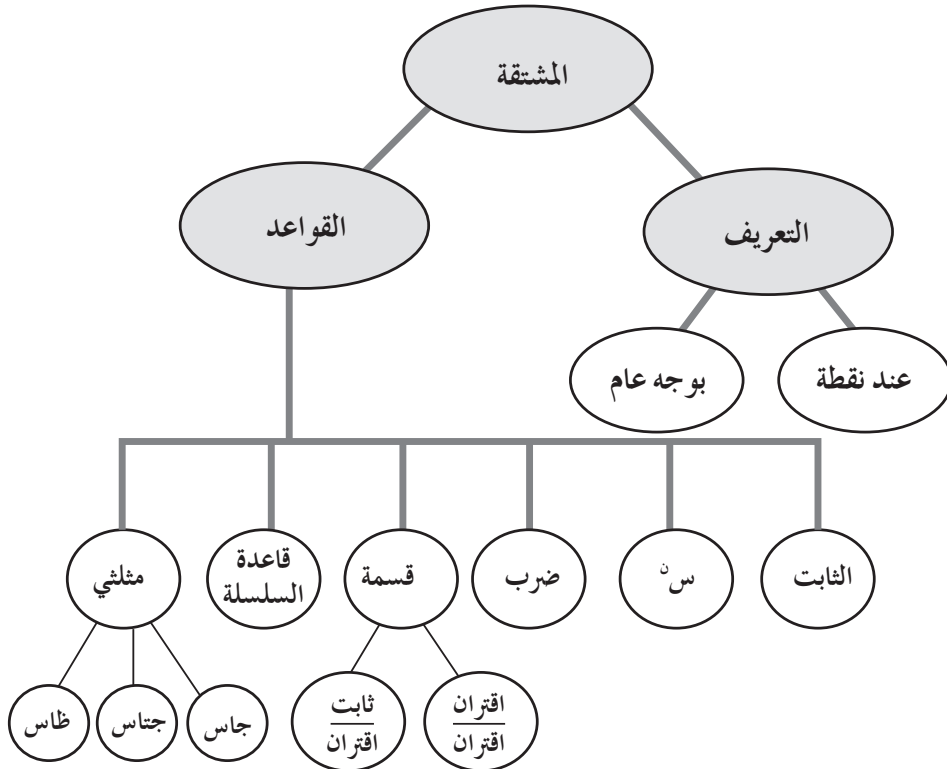 المشتقة
التعريف
القواعد
عند نقطة
بوجه عام
الثابت
س ن
ضرب
قسمة
قاعدة
السلسلة
مثلثي
اقتران
اقتران
ثابت
اقتران
جاس
جتاس
ظاس